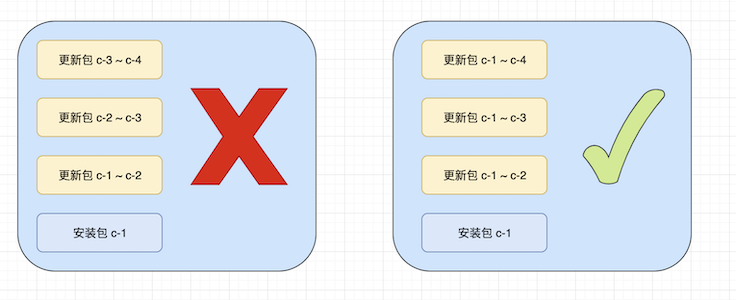 更新包 c-3 ~ c-4
更新包 c-2 ~ c-3
更新包 c-1 ~ c-2
安装包 c-1
更新包 c-1 ~ c-4
更新包 c-1 ~ c-3
更新包 c-1 ~ c-2
安装包 c-1